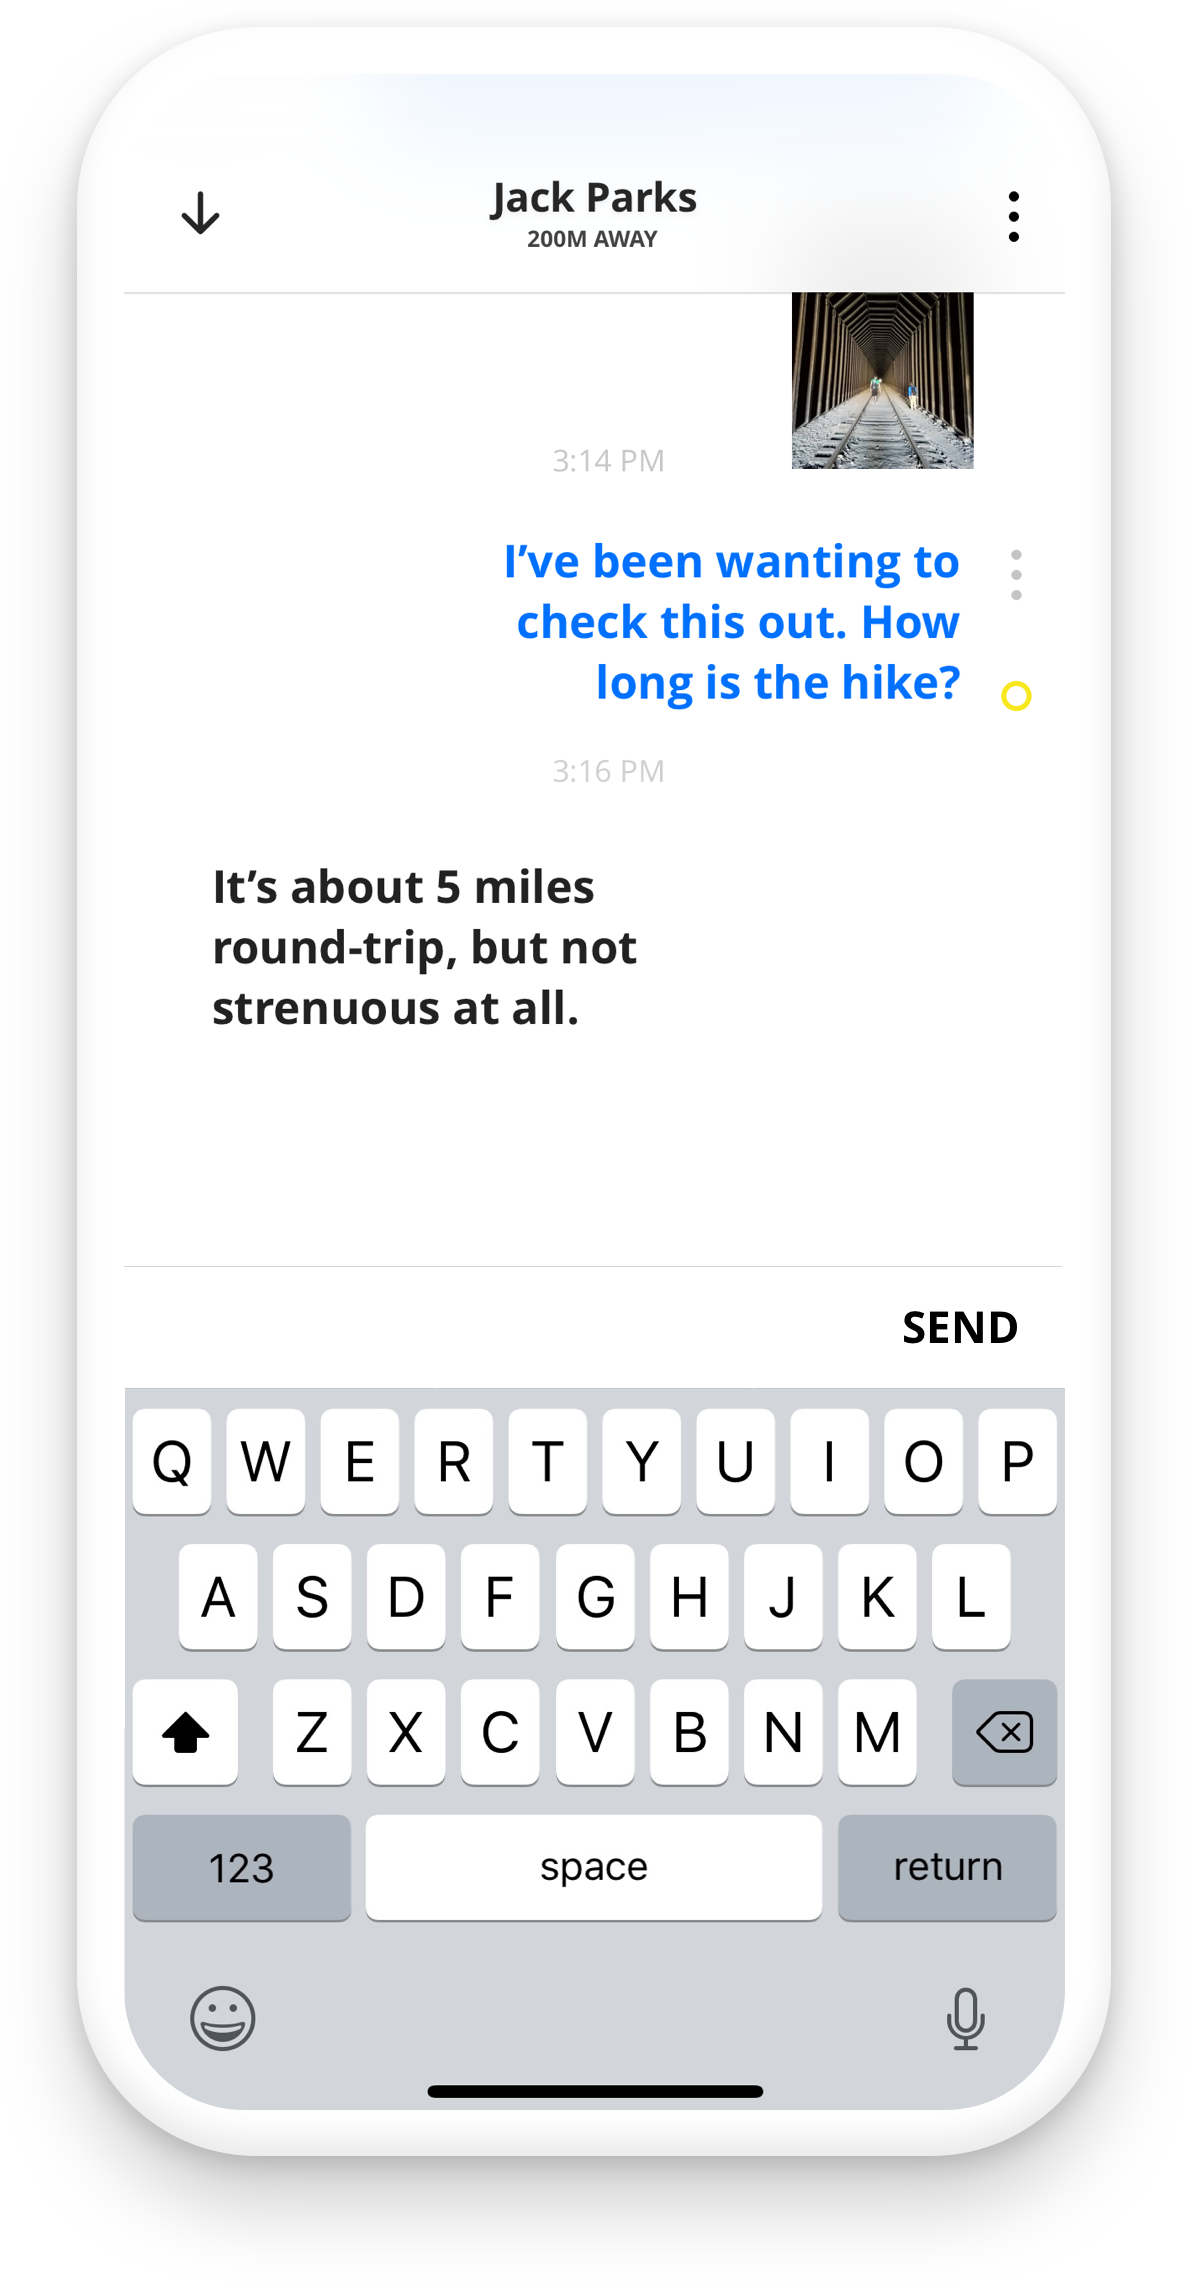 Jack Parks
200M AWAY
3:14 PM
I’ve been wanting to
check this out. How
long is the hike?
3:16 PM
It’s about 5 miles
round-trip, but not
strenuous at all.
SEND
Q W E R T Y U I O P
A S D F G H J K L
Z X C V B N M
123 space return